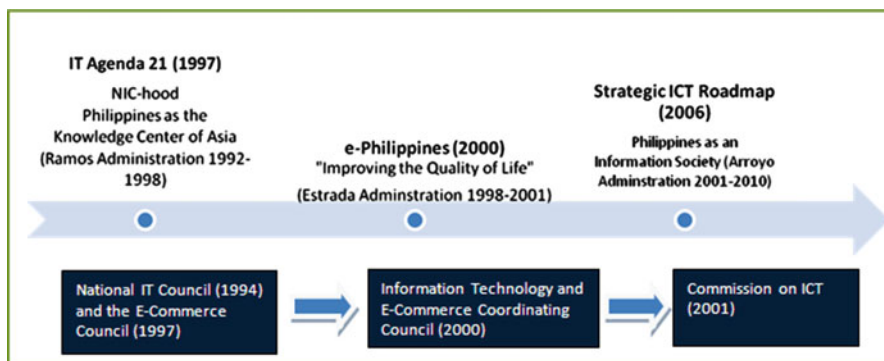 IT Agenda 21 (1997)
NIC-hood
Philippines as the
Knowledge Center of Asia
(Ramos Administration 1992-
1998)
e-Philippines (2000)
"Improving the Quality of Life"
(Estrada Adminstration 1998-2001)
Strategic ICT Roadmap
(2006)
Philippines as an
Information Society (Arroyo
Adminstration 2001-2010)
National IT Council (1994)
and the E-Commerce
Council (1997)
Information Technology and
E-Commerce Coordinating
Council (2000)
Commission on ICT
(2001)